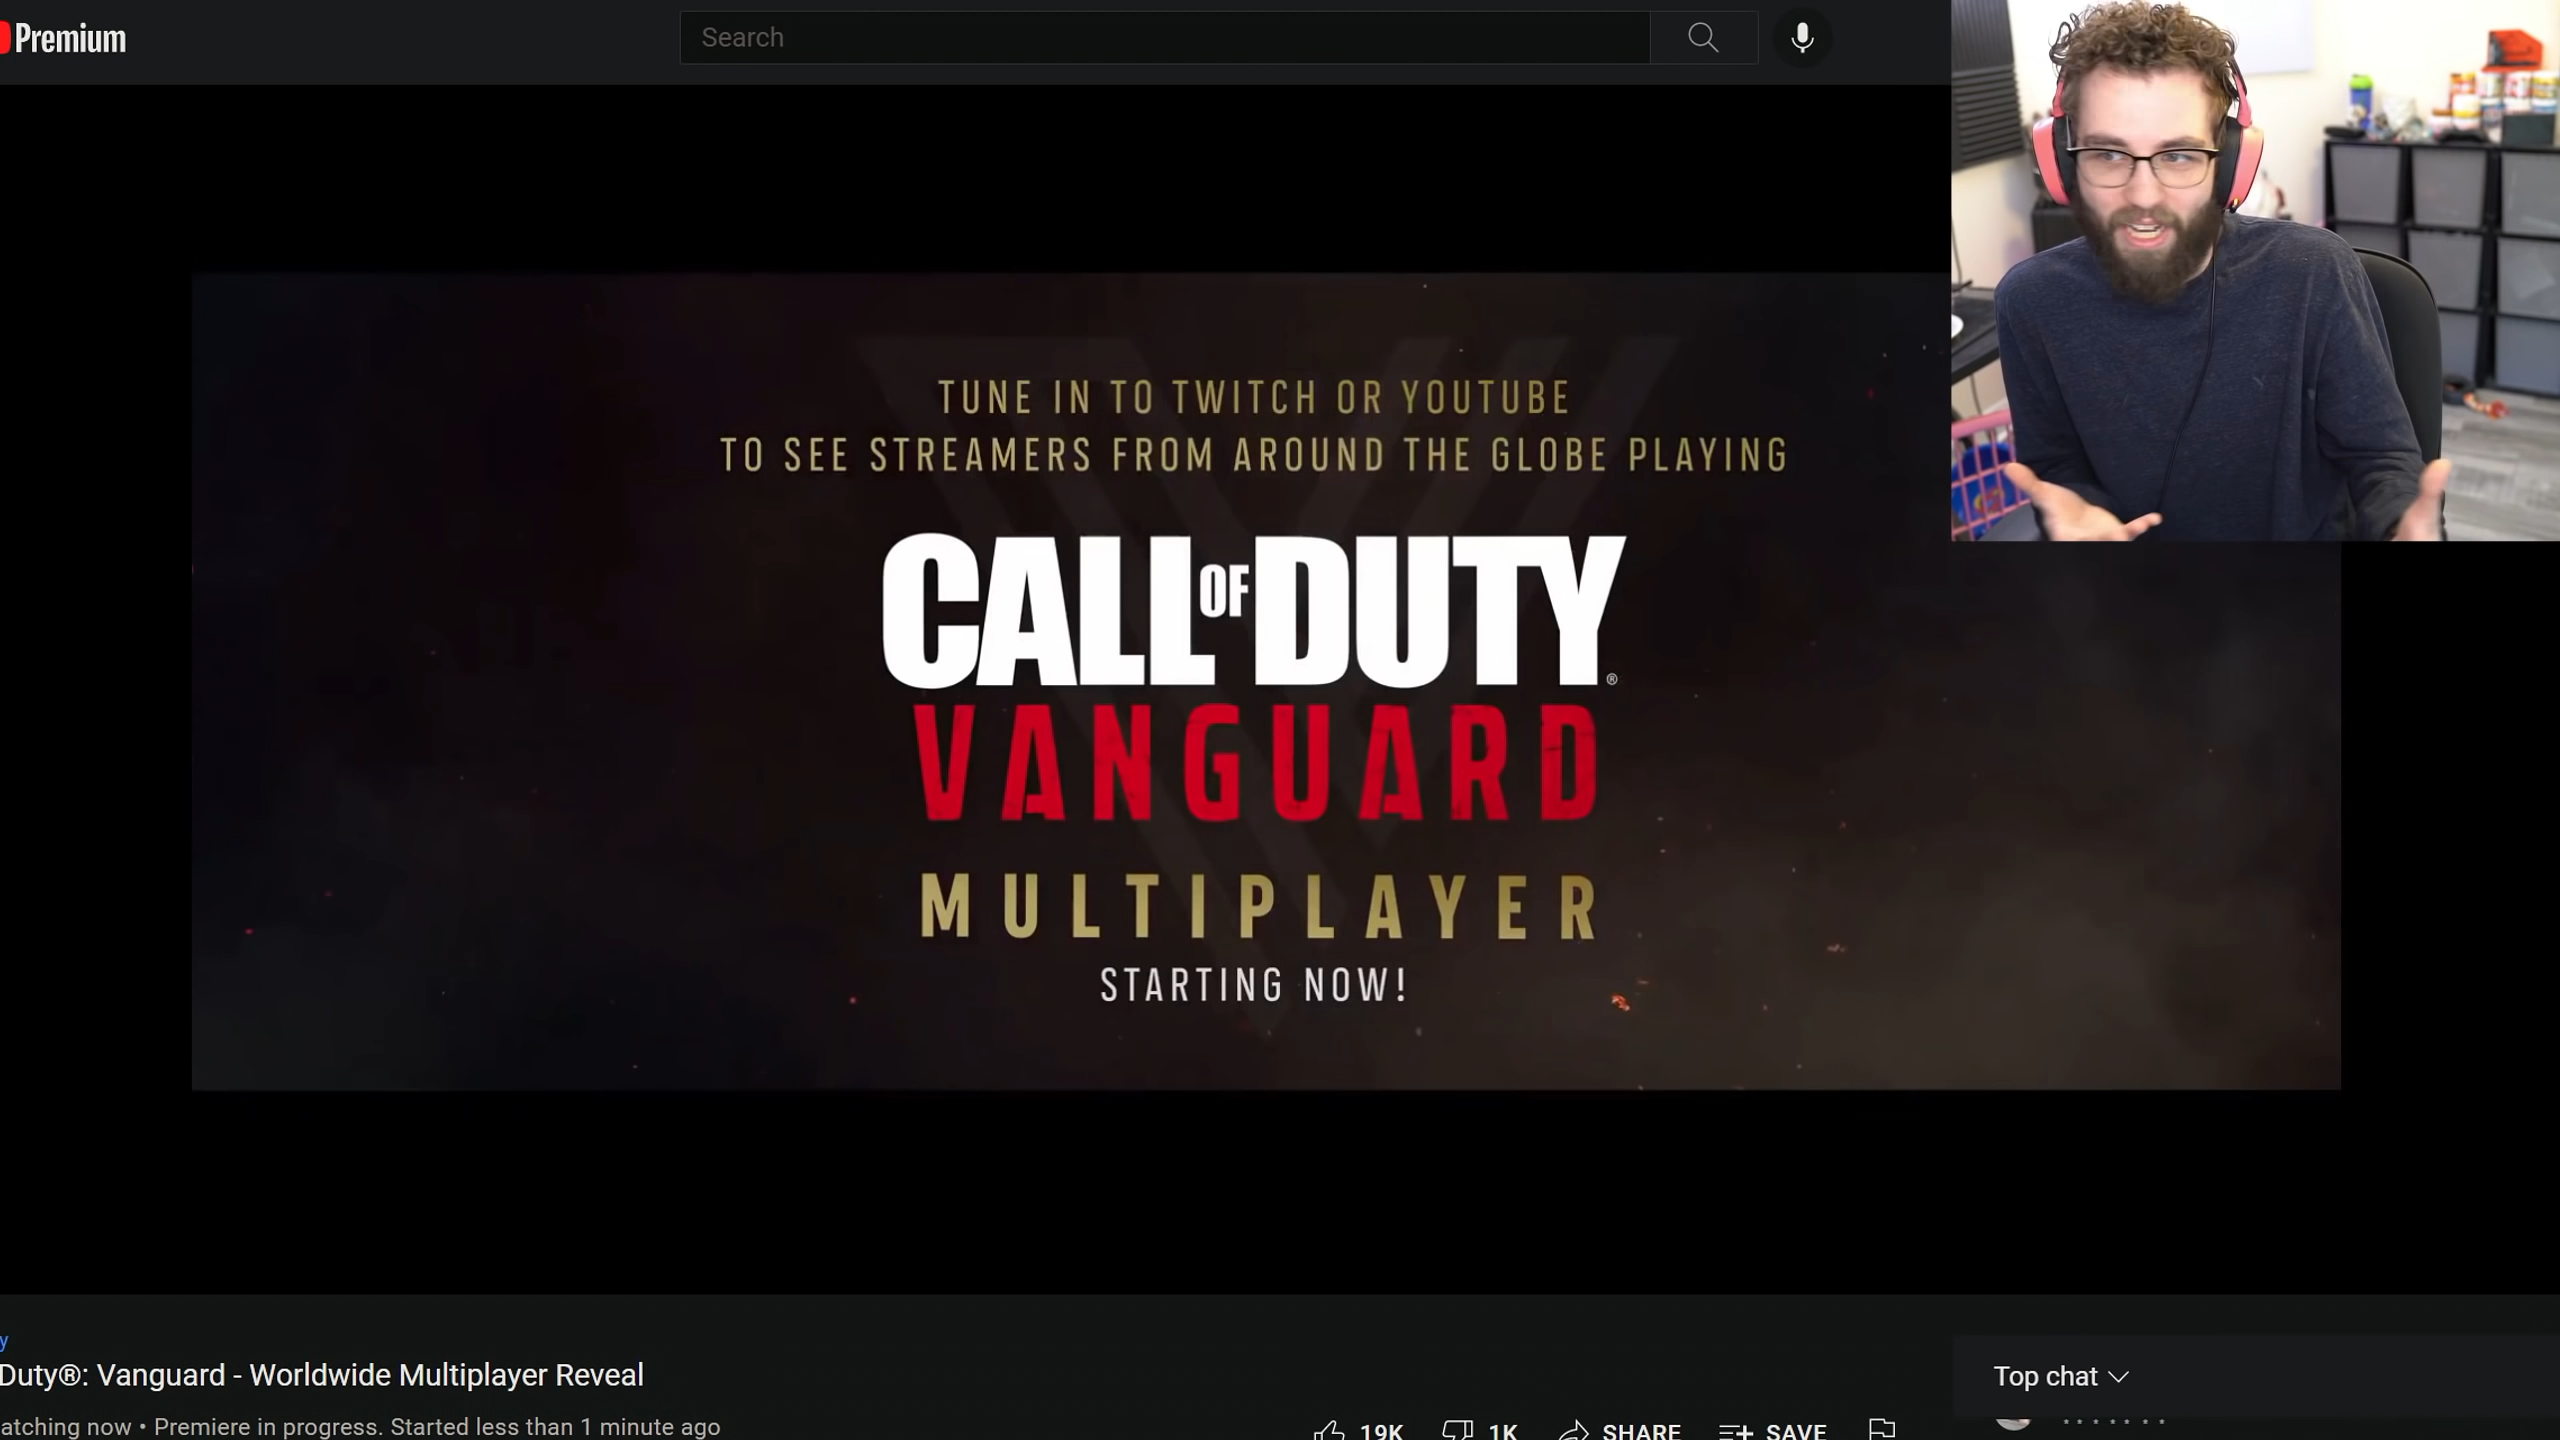 Premium
Search
TUNE IN TO TWITCH OR YOUTUBE
TO SEE STREAMERS FROM AROUND THE GLOBE PLAYING
CALL OF DUTY®
VANGUARD
MULTIPLAYER
STARTING NOW!
y
Duty®: Vanguard - Worldwide Multiplayer Reveal
atching now • Premiere in progress. Started less than 1 minute ago
19K 1K SHARE SAVE
Top chat